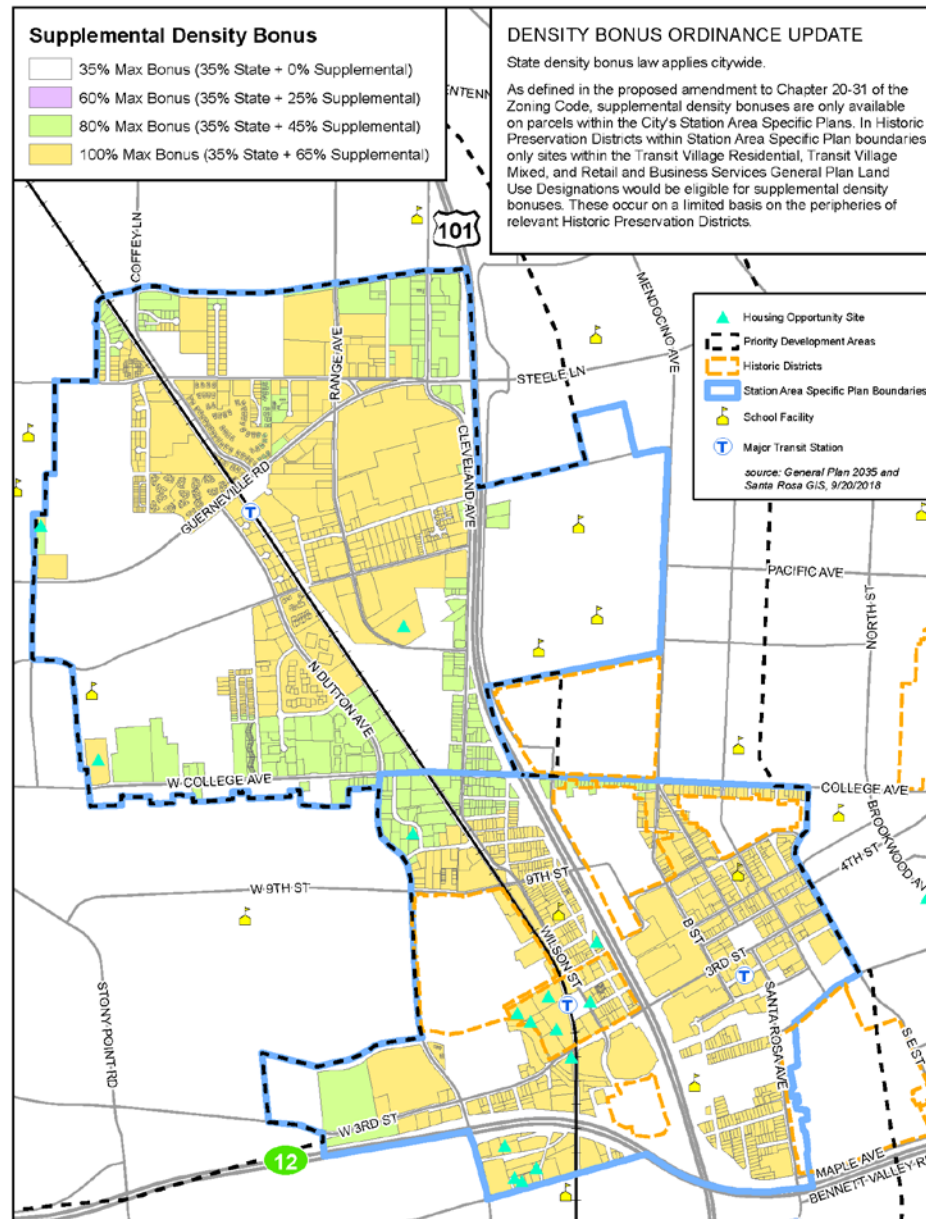 Supplemental Density Bonus
35% Max Bonus (35% State + 0% Supplemental)
60% Max Bonus (35% State + 25% Supplemental)
80% Max Bonus (35% State + 45% Supplemental)
100% Max Bonus (35% State + 65% Supplemental)
DENSITY BONUS ORDINANCE UPDATE
State density bonus law applies citywide.
As defined in the proposed amendment to Chapter 20-31 of the
Zoning Code, supplemental density bonuses are only available
on parcels within the City's Station Area Specific Plans. In Historic
Preservation Districts within Station Area Specific Plan boundaries
only sites within the Transit Village Residential, Transit Village
Mixed, and Retail and Business Services General Plan Land
Use Designations would be eligible for supplemental density
bonuses. These occur on a limited basis on the peripheries of
relevant Historic Preservation Districts.
Housing Opportunity Site
Priority Development Areas
Historic Districts
Station Area Specific Plan Boundaries
School Facility
T
Major Transit Station
source: General Plan 2035 and
Santa Rosa GIS, 9/20/2018
101
COFFEY LN
RANGE AVE
MENDOCINO AVE
STEELE LN
CLEVELAND AVE
GUERNEVILLE RD
T
PACIFIC AVE
NORTH ST
N DUTTON AVE
W COLLEGE AVE
COLLEGE AVE
BROOKWOOD AV
4TH ST
9TH ST
W 9TH ST
B ST
WILSON ST
3RD ST
T
T
SANTA ROSA AVE
S E ST
STONY POINT RD
W 3RD ST
12
MAPLE AVE
BENNETT VALLEY R